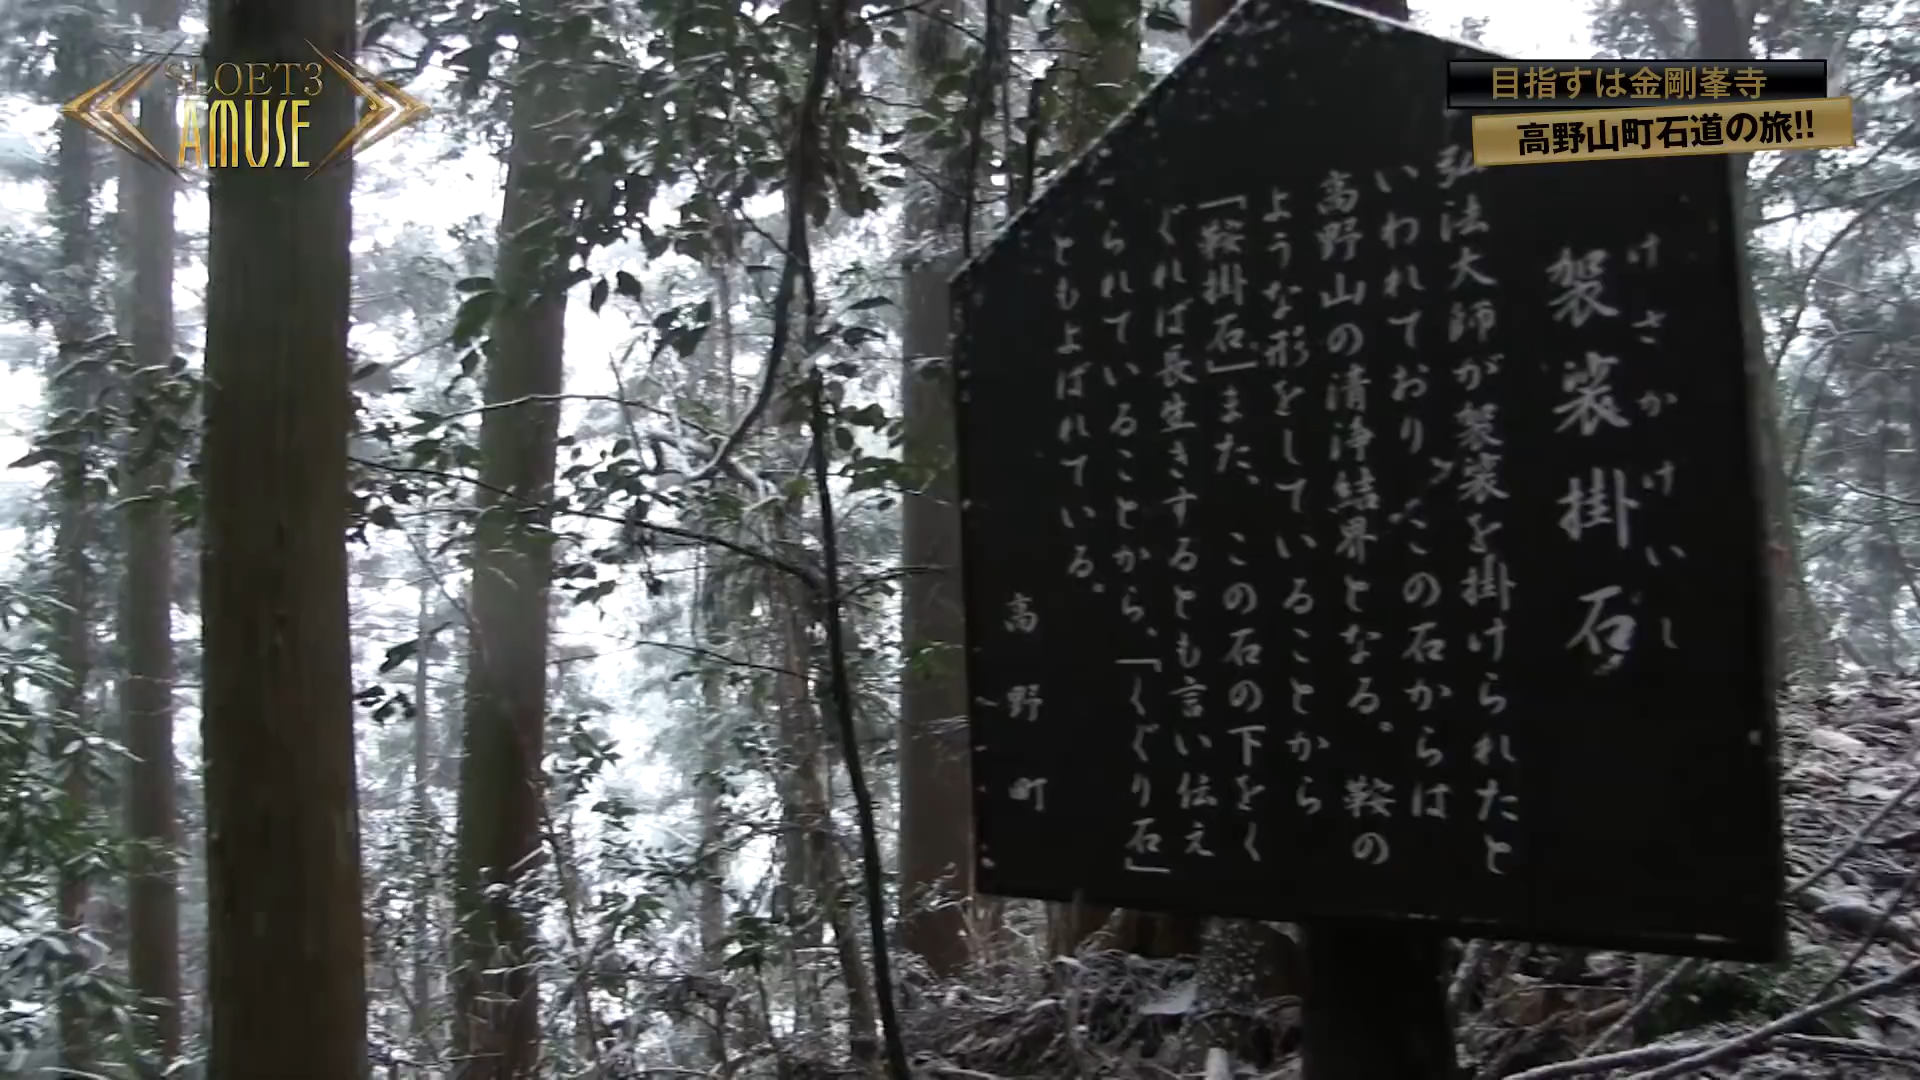 SLOET3
AMUSE
目指すは金剛峯寺
高野山町石道の旅!!
けさかけいし
袈裟掛石
弘法大師が袈裟を掛けられたと
いわれており、この石からは
高野山の清浄結界となる。鞍の
ような形をしていることから
「鞍掛石」また、この石の下をく
ぐれば長生きするとも言い伝え
られていることから、「くぐり石」
ともよばれている。
高野町